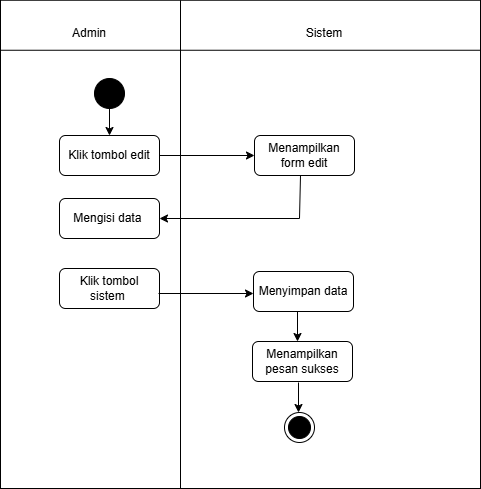 Admin
Sistem
Klik tombol edit
Menampilkan
form edit
Mengisi data
Klik tombol
sistem
Menyimpan data
Menampilkan
pesan sukses